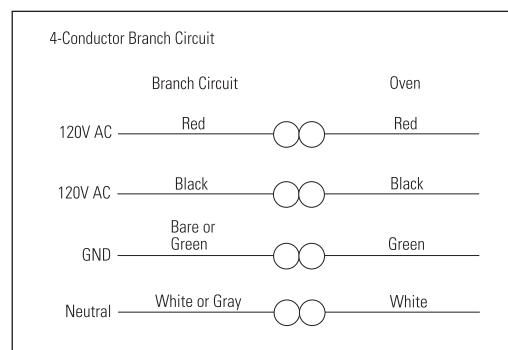 4-Conductor Branch Circuit
Branch Circuit Oven
120V AC Red Red
120V AC Black Black
Bare or
GND Green Green
Neutral White or Gray White